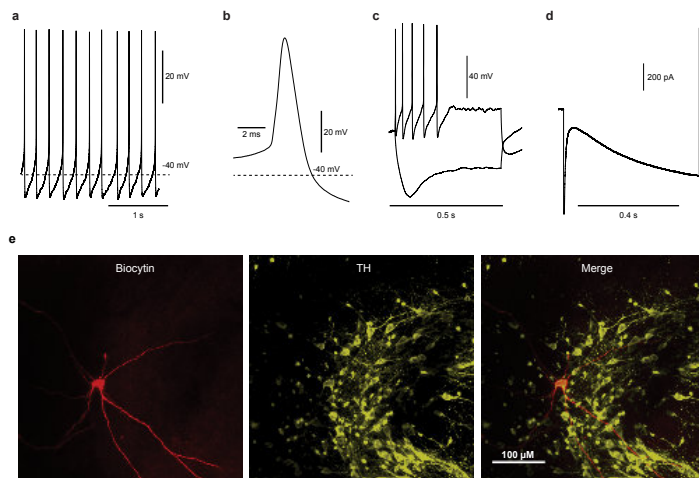 a
b
c
d
20 mV
-40 mV
1 s
2 ms
20 mV
-40 mV
40 mV
0.5 s
200 pA
0.4 s
e
Biocytin
TH
Merge
100 µM